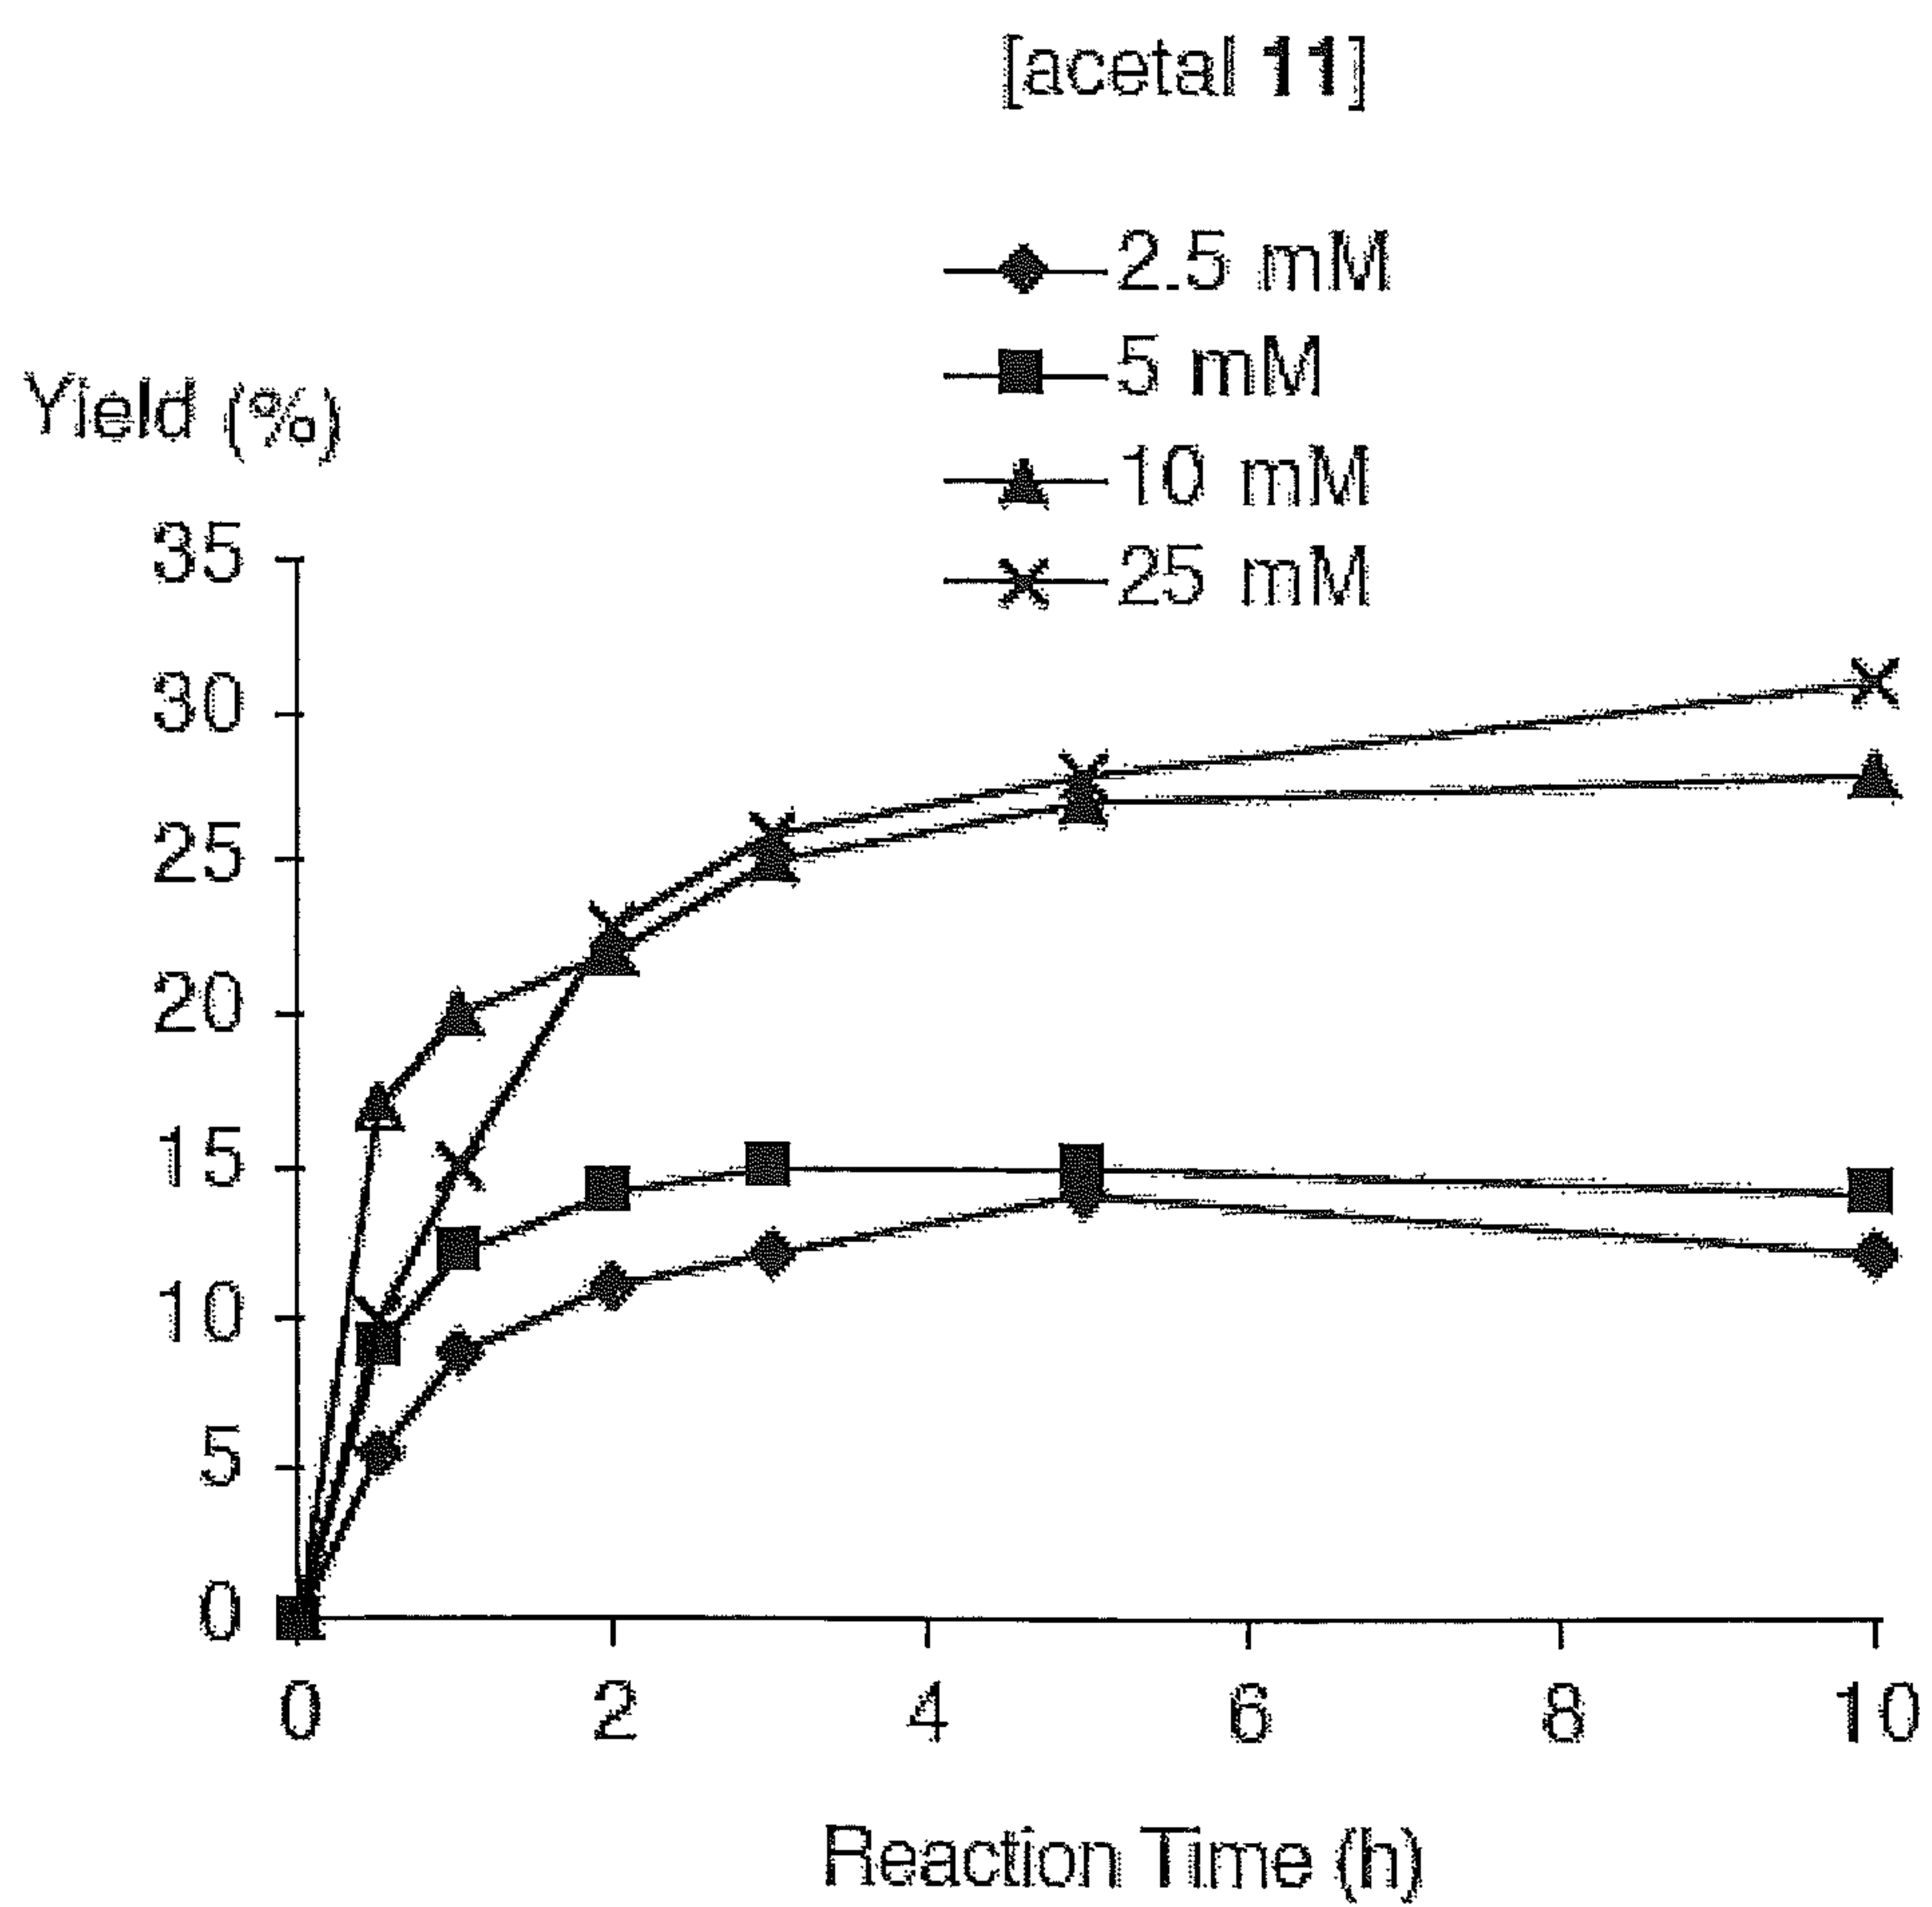 [acetal 11]
2.5 mM
5 mM
10 mM
25 mM
Yield (%)
35
30
25
20
15
10
5
0
0 2 4 6 8 10
Reaction Time (h)